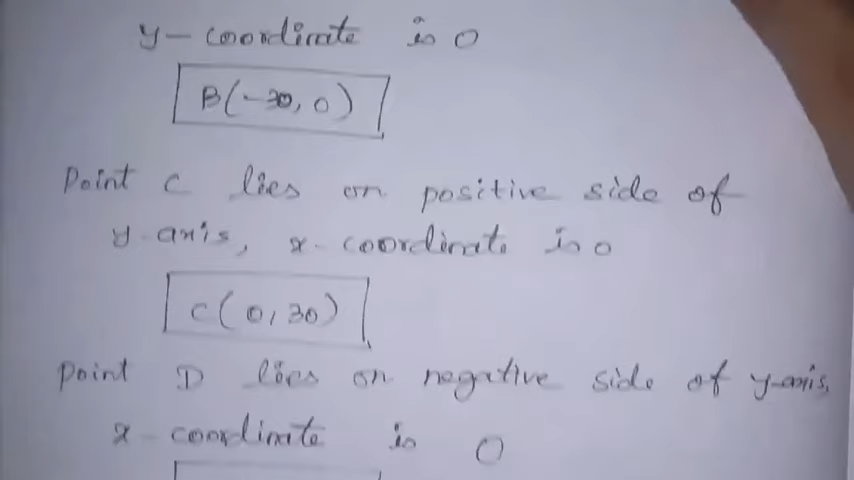 y-coordinate is 0
B(-30, 0)
Point C lies on positive side of
y-axis, x-coordinate is 0
C(0, 30)
Point D lies on negative side of y-axis,
x-coordinate is 0